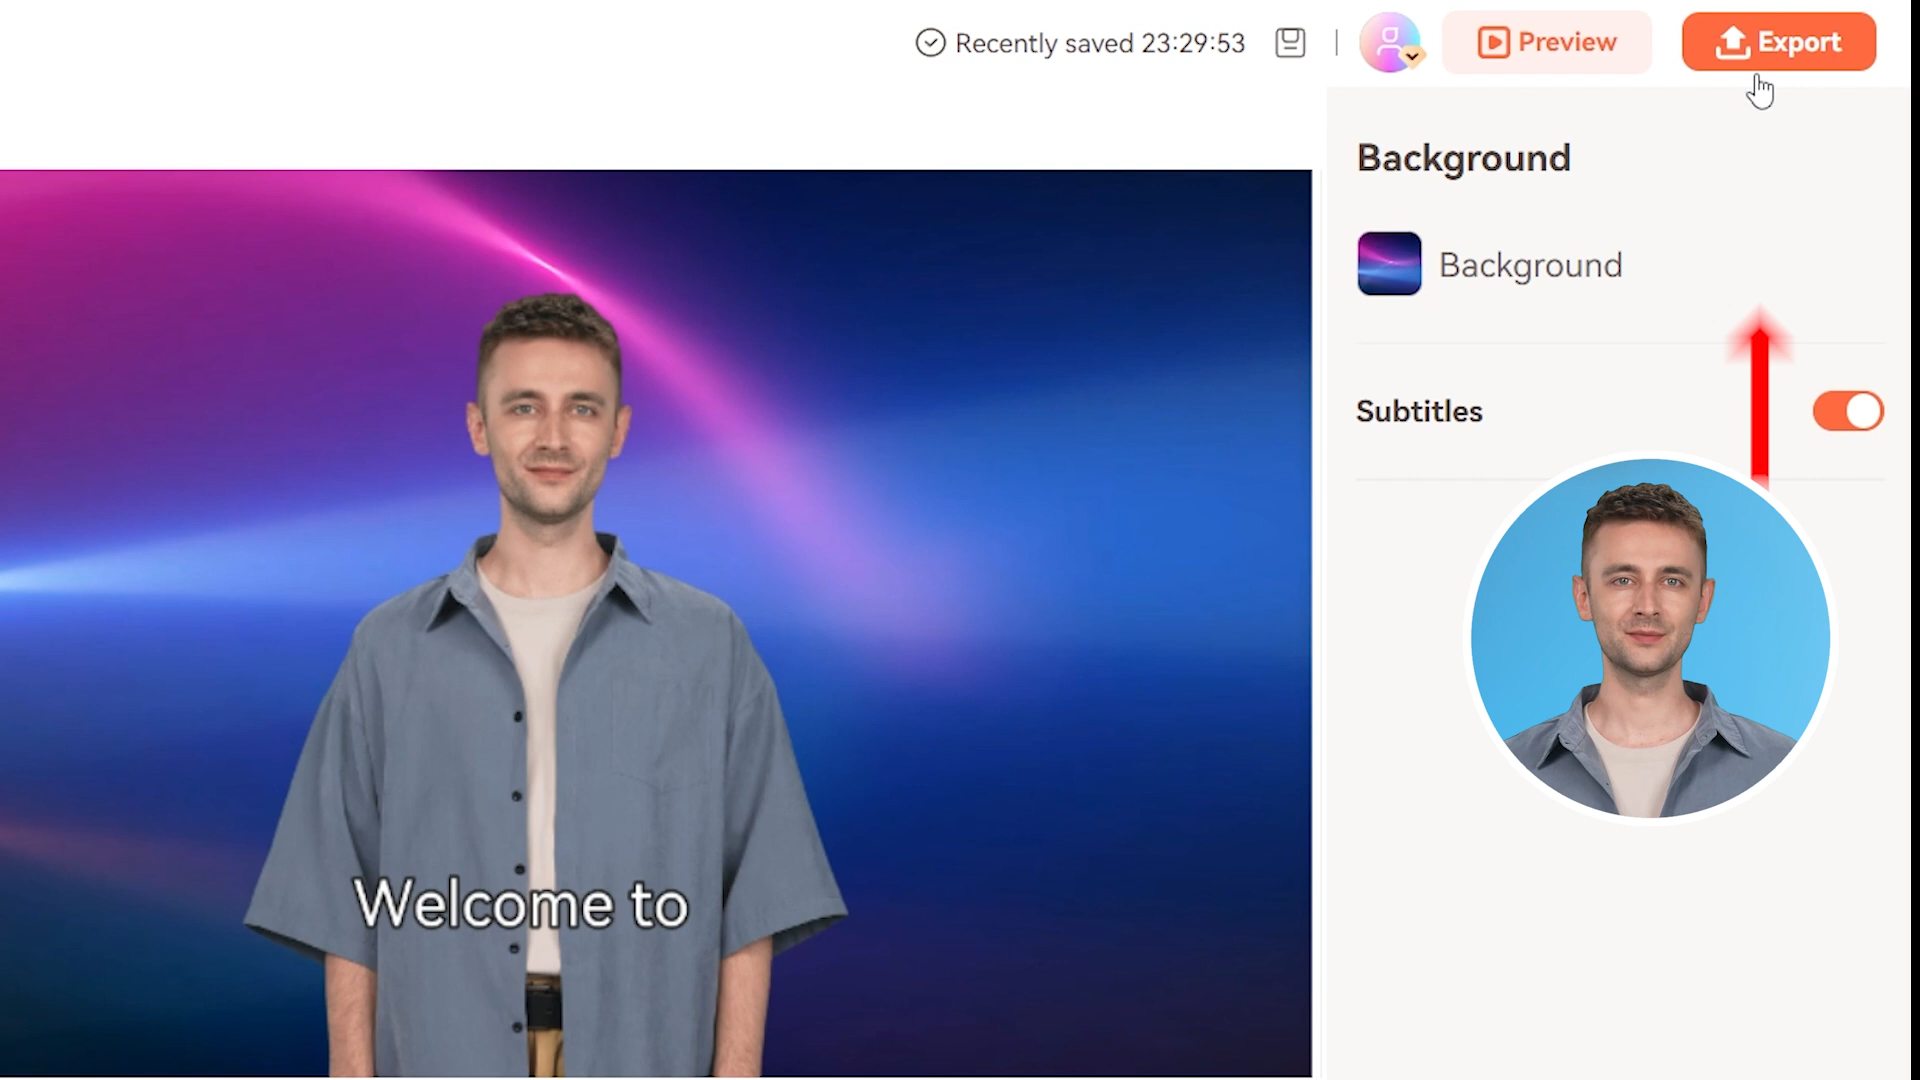 Recently saved 23:29:53
Preview
Export
Background
Background
Subtitles
Welcome to